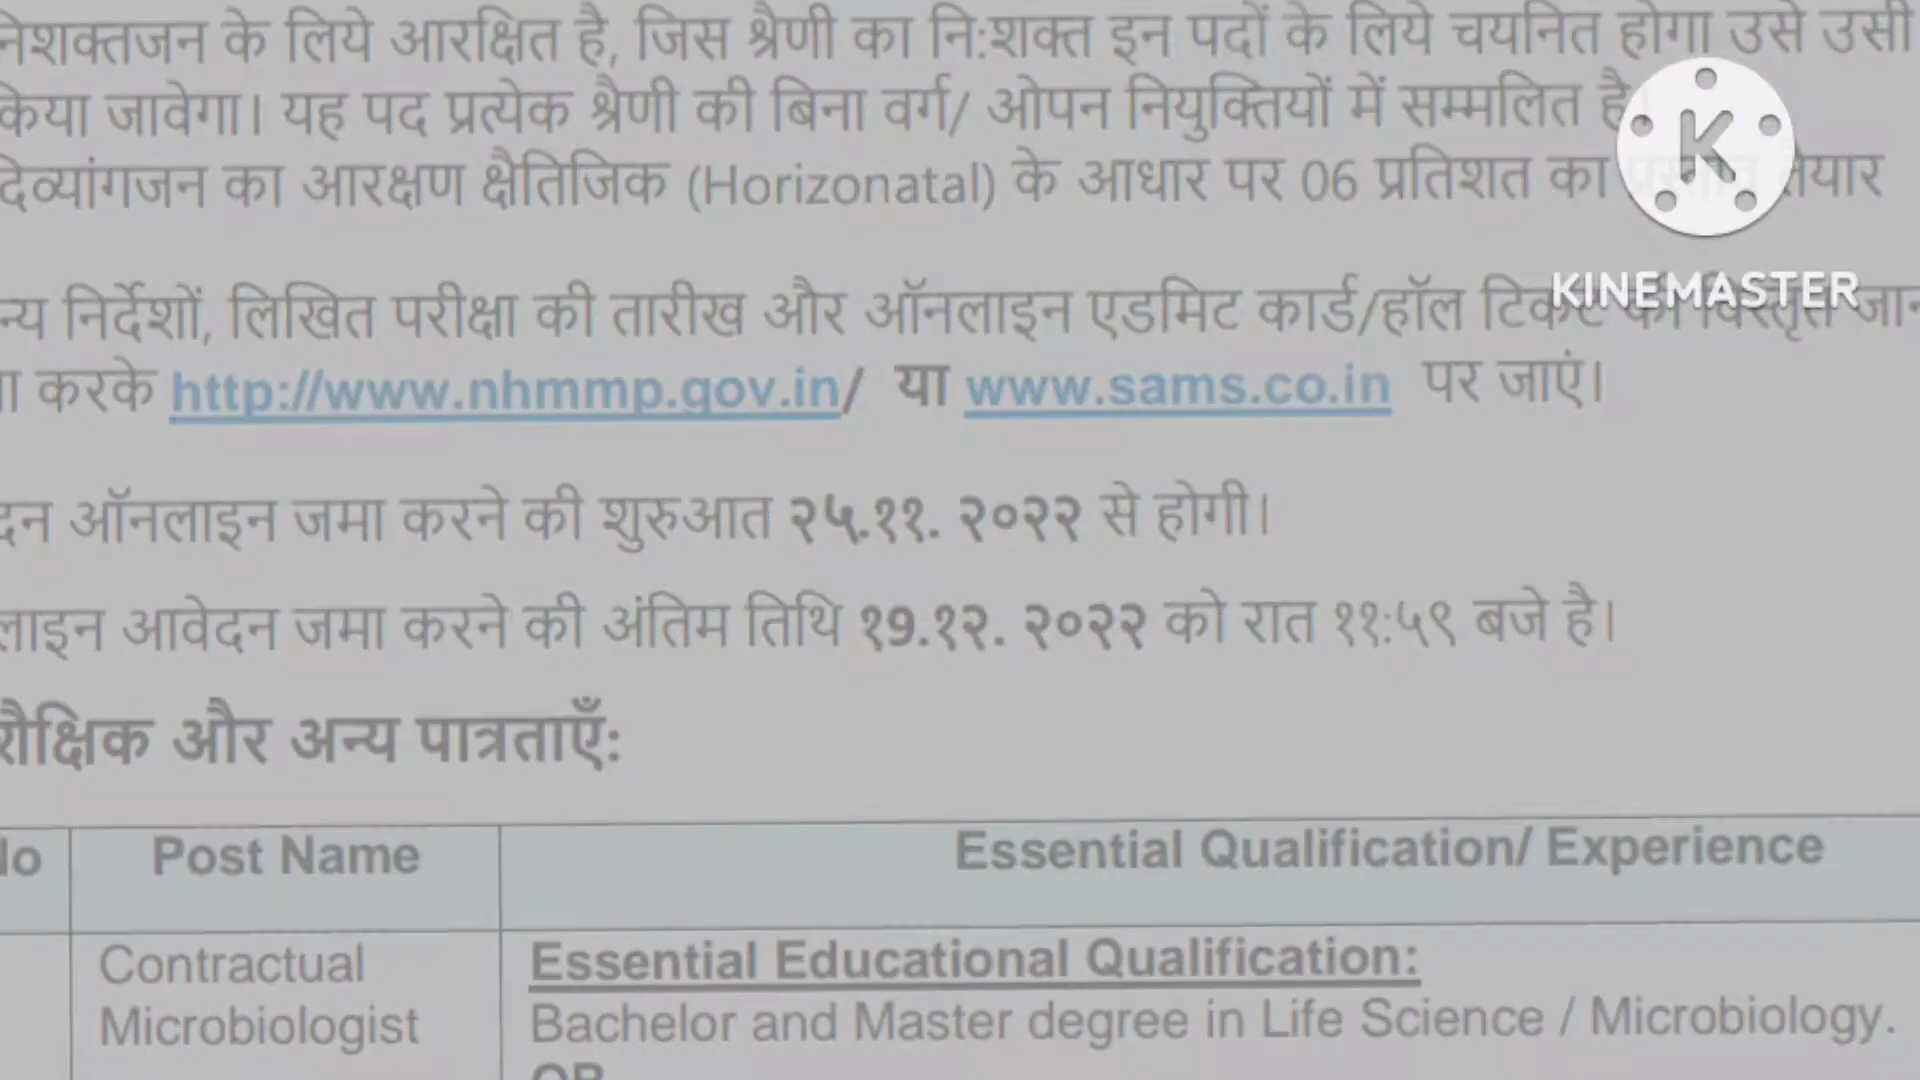 नेशक्तजन के लिये आरक्षित है, जिस श्रैणी का नि:शक्त इन पदों के लिये चयनित होगा उसे उसी
किया जावेगा। यह पद प्रत्येक श्रैणी की बिना वर्ग/ ओपन नियुक्तियों में सम्मलित है
दिव्यांगजन का आरक्षण क्षैतिजिक (Horizonatal) के आधार पर 06 प्रतिशत का तैयार
K
KINEMASTER
न्य निर्देशों, लिखित परीक्षा की तारीख और ऑनलाइन एडमिट कार्ड/हॉल टिकट की विस्तृत जान
ा करके http://www.nhmmp.gov.in/ या www.sams.co.in पर जाएं।
दन ऑनलाइन जमा करने की शुरुआत २५.११. २०२२ से होगी।
लाइन आवेदन जमा करने की अंतिम तिथि १9.१२. २०२२ को रात ११:५९ बजे है।
शैक्षिक और अन्य पात्रताएँ:
No Post Name Essential Qualification/ Experience
Contractual Essential Educational Qualification:
Microbiologist Bachelor and Master degree in Life Science / Microbiology.
OR